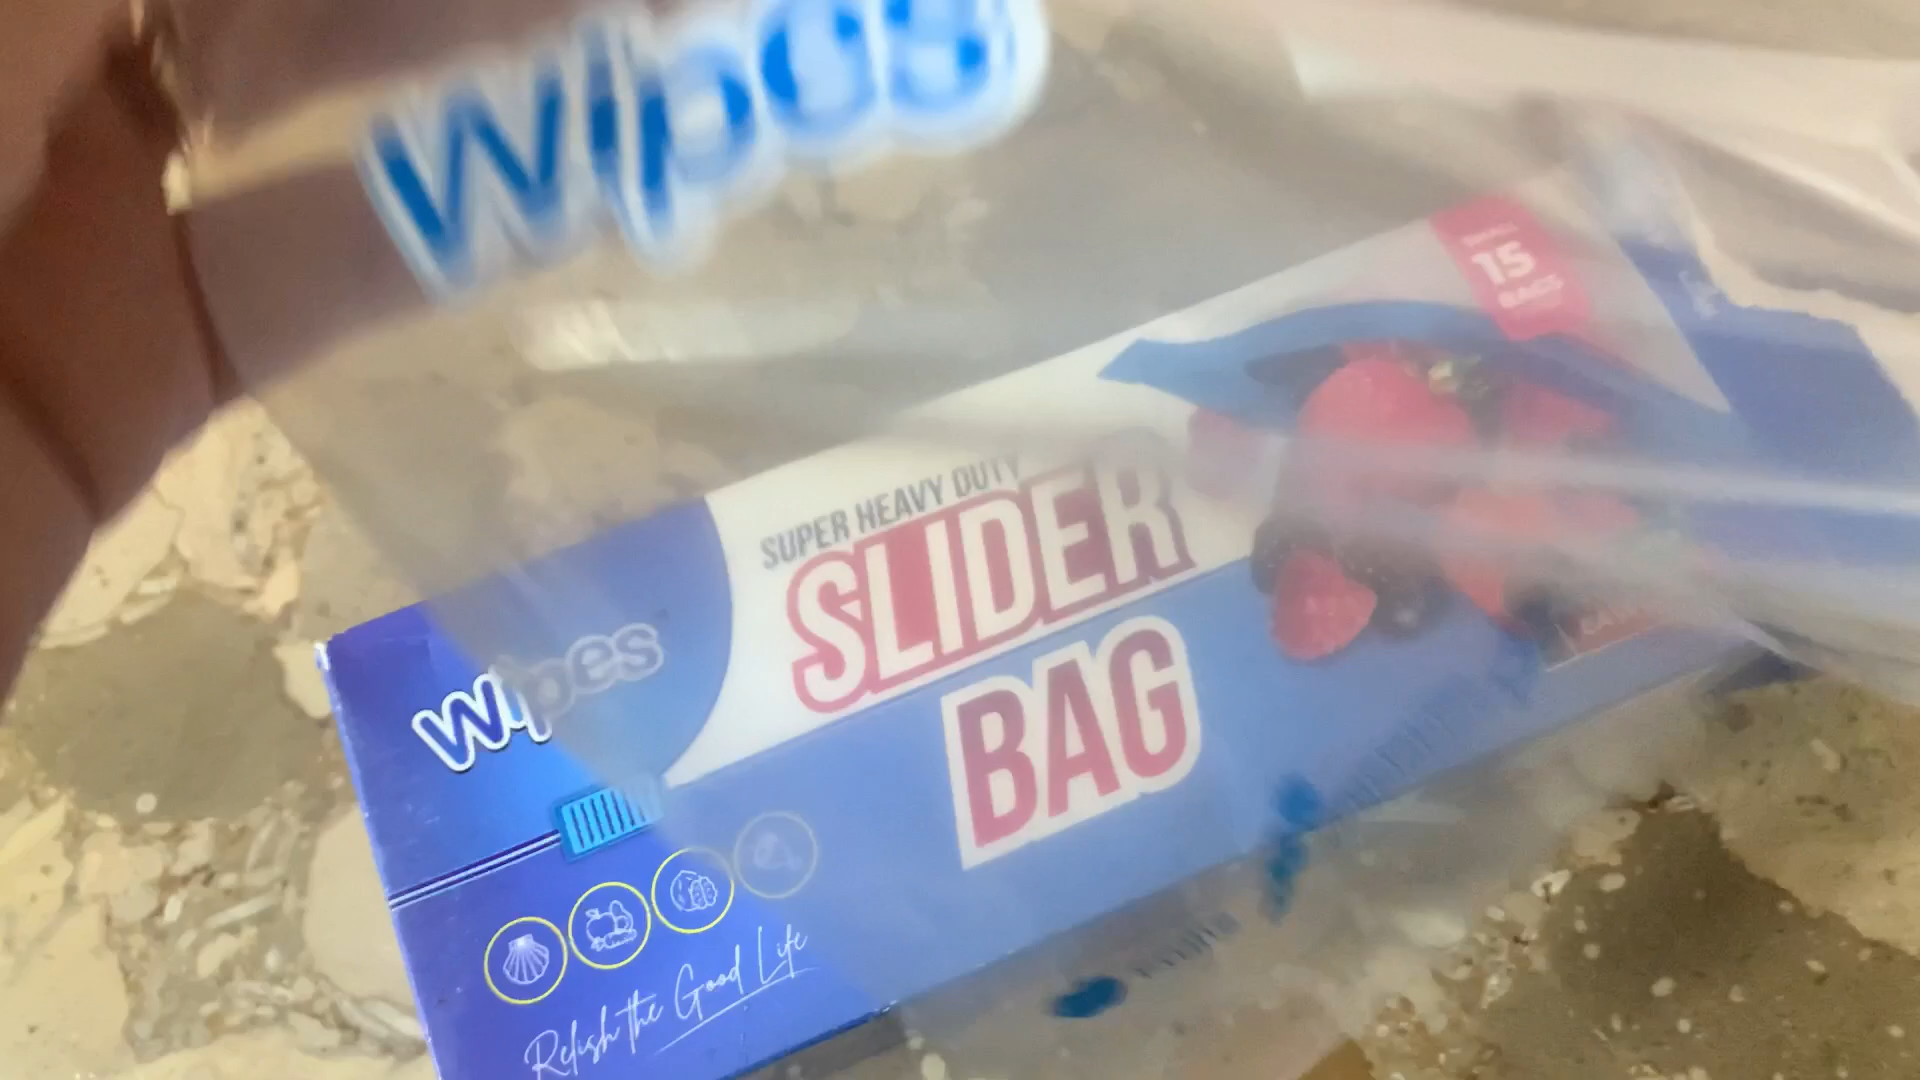 Wipes
15
BAGS
SUPER HEAVY DUTY
SLIDER
BAG
wipes
Relish the Good Life